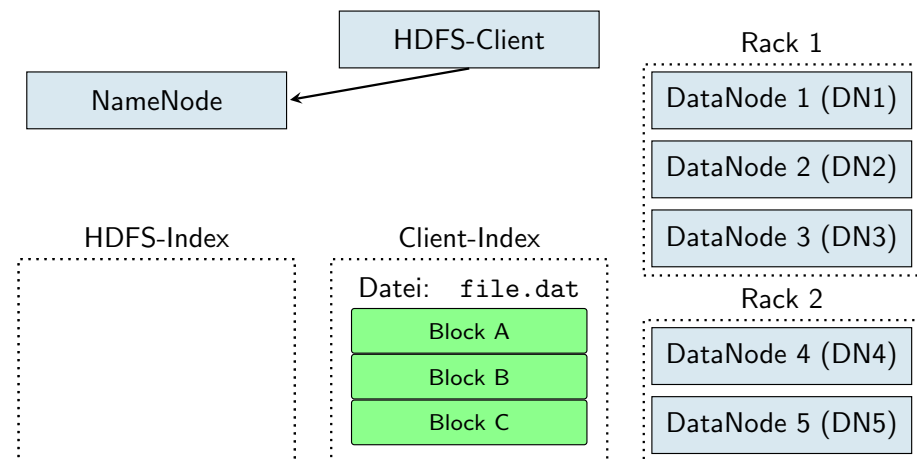 HDFS-Client
NameNode
Rack 1
DataNode 1 (DN1)
DataNode 2 (DN2)
DataNode 3 (DN3)
HDFS-Index
Client-Index
Datei: file.dat
Block A
Block B
Block C
Rack 2
DataNode 4 (DN4)
DataNode 5 (DN5)